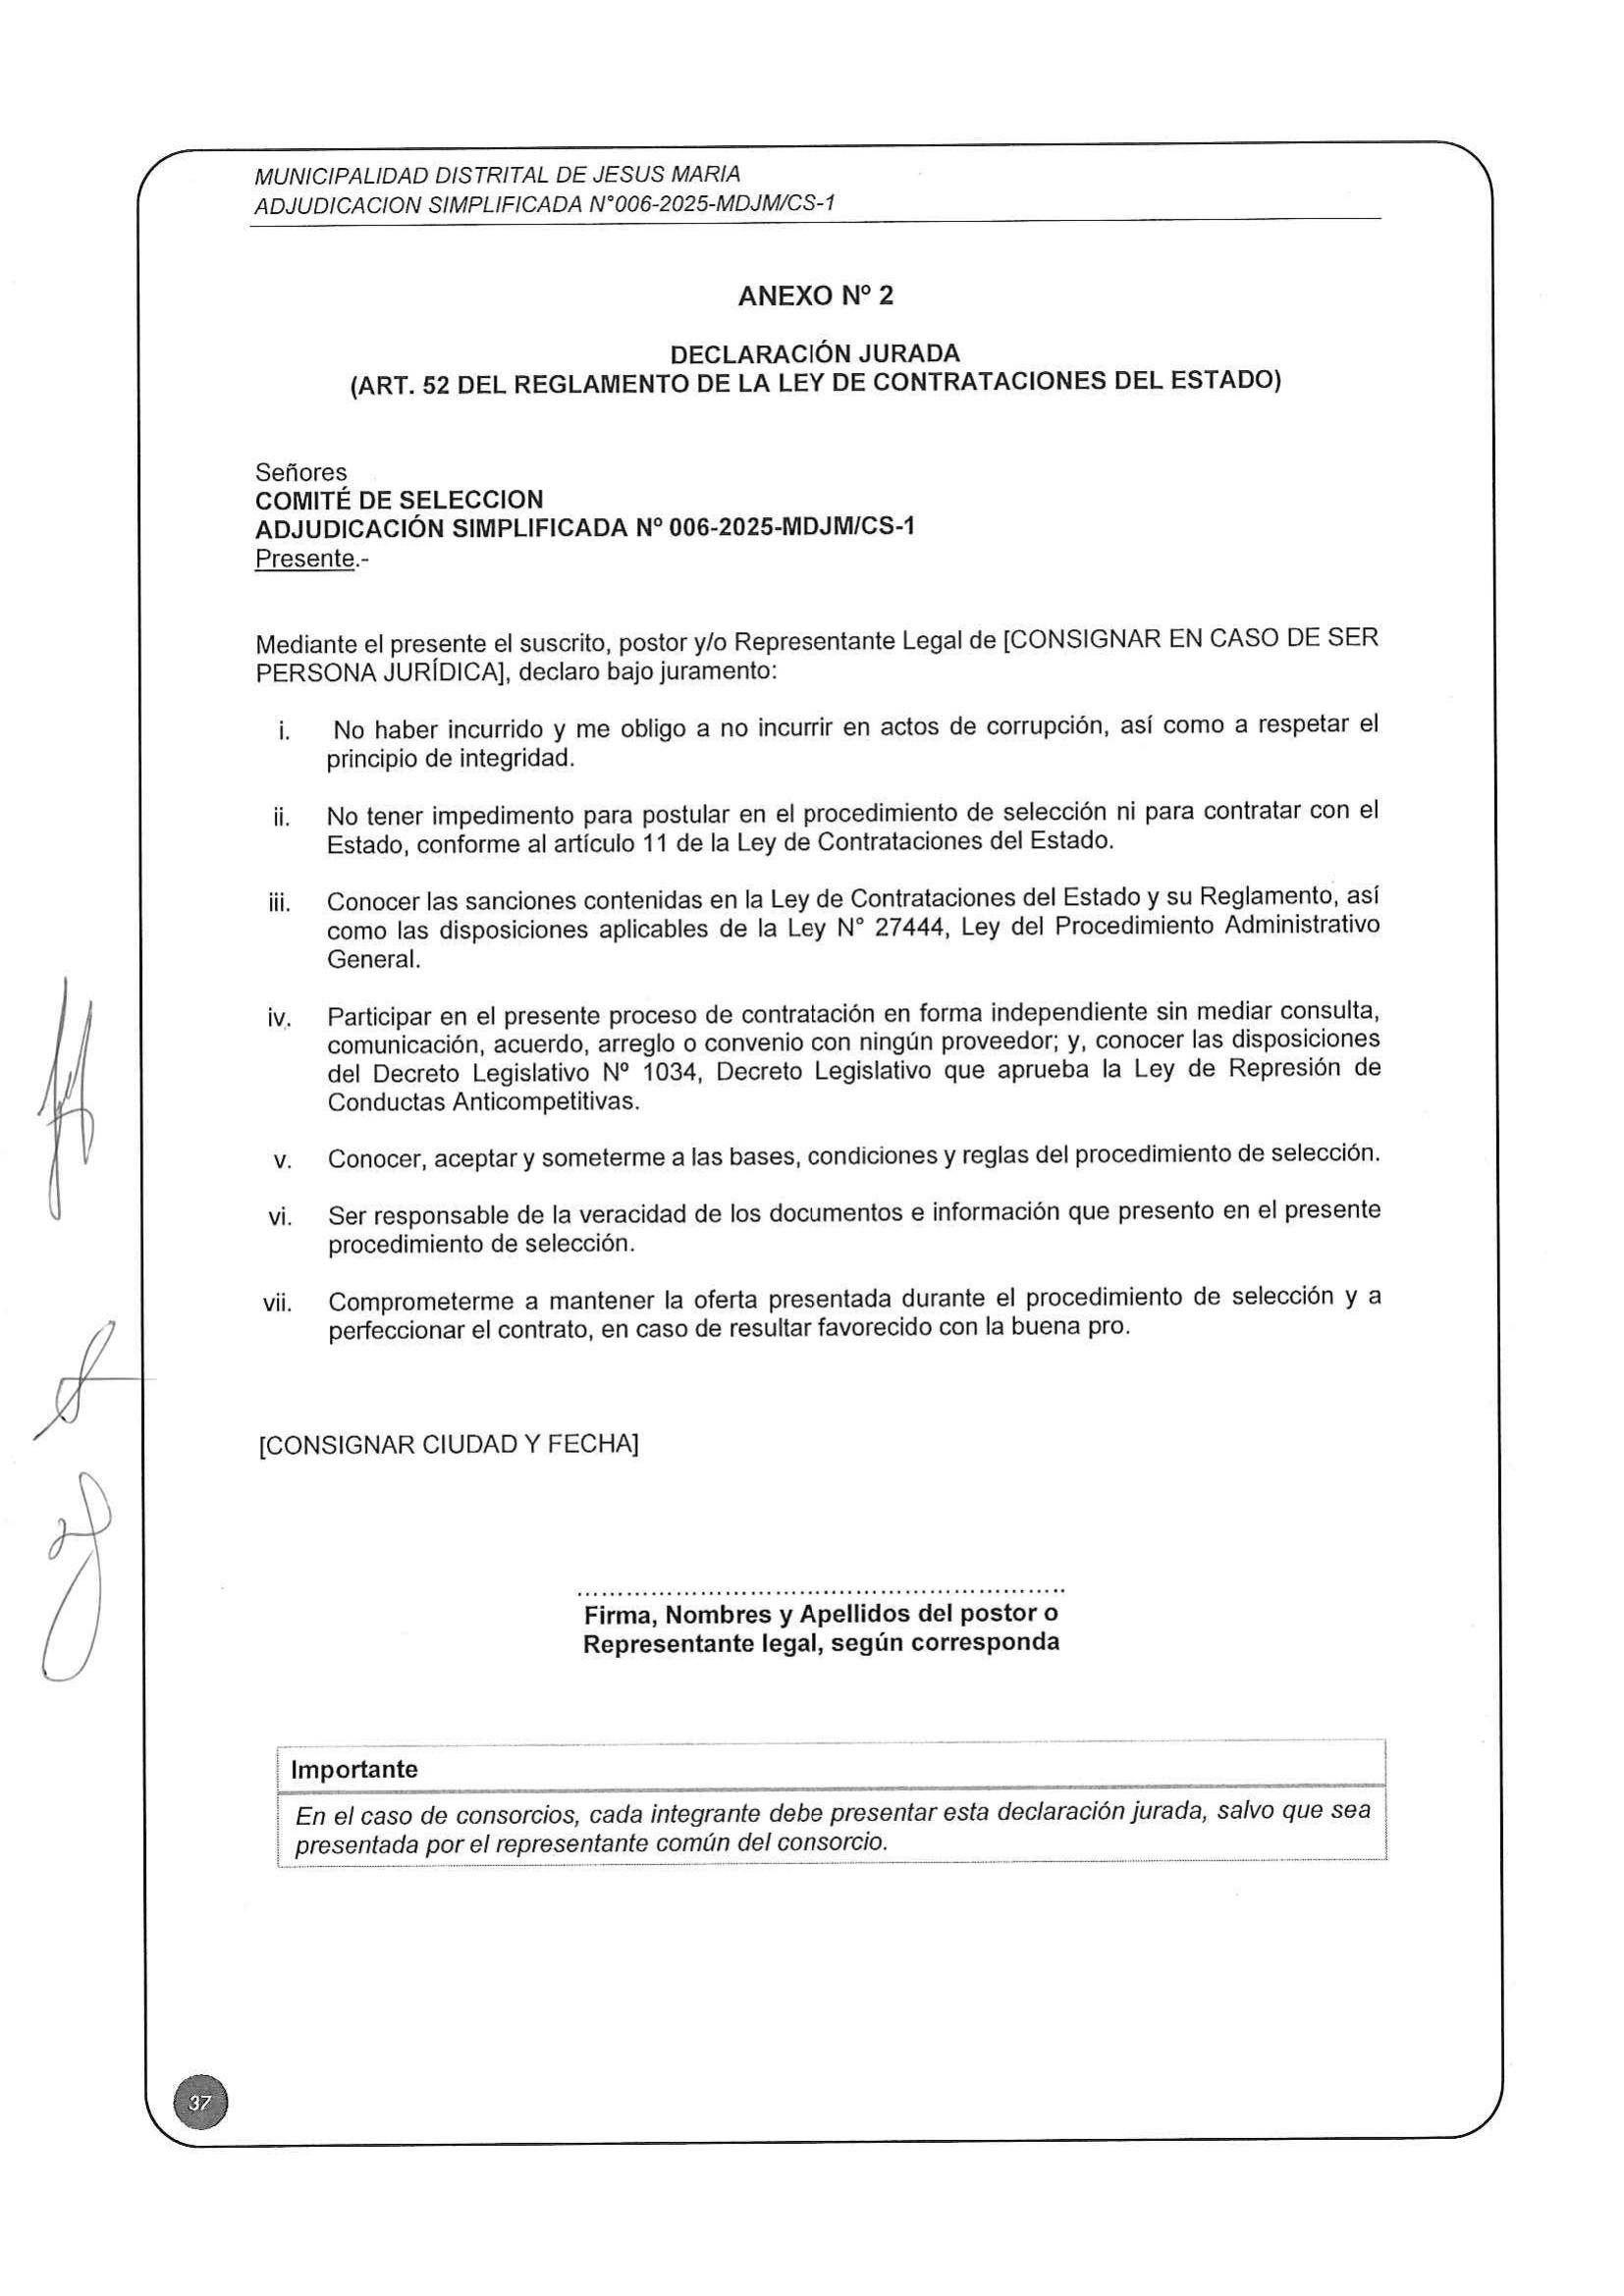 MUNICIPALIDAD DISTRITAL DE JESUS MARIA
ADJUDICACION SIMPLIFICADA N°006-2025-MDJM/CS-1
ANEXO Nº 2
DECLARACIÓN JURADA
(ART. 52 DEL REGLAMENTO DE LA LEY DE CONTRATACIONES DEL ESTADO)
Señores
COMITÉ DE SELECCION
ADJUDICACIÓN SIMPLIFICADA Nº 006-2025-MDJM/CS-1
Presente.-
Mediante el presente el suscrito, postor y/o Representante Legal de [CONSIGNAR EN CASO DE SER
PERSONA JURÍDICA], declaro bajo juramento:
i. No haber incurrido y me obligo a no incurrir en actos de corrupción, así como a respetar el
principio de integridad.
ii. No tener impedimento para postular en el procedimiento de selección ni para contratar con el
Estado, conforme al artículo 11 de la Ley de Contrataciones del Estado.
iii. Conocer las sanciones contenidas en la Ley de Contrataciones del Estado y su Reglamento, así
como las disposiciones aplicables de la Ley N° 27444, Ley del Procedimiento Administrativo
General.
iv. Participar en el presente proceso de contratación en forma independiente sin mediar consulta,
comunicación, acuerdo, arreglo o convenio con ningún proveedor; y, conocer las disposiciones
del Decreto Legislativo Nº 1034, Decreto Legislativo que aprueba la Ley de Represión de
Conductas Anticompetitivas.
v. Conocer, aceptar y someterme a las bases, condiciones y reglas del procedimiento de selección.
vi. Ser responsable de la veracidad de los documentos e información que presento en el presente
procedimiento de selección.
vii. Comprometerme a mantener la oferta presentada durante el procedimiento de selección y a
perfeccionar el contrato, en caso de resultar favorecido con la buena pro.
[CONSIGNAR CIUDAD Y FECHA]
..........................................................
Firma, Nombres y Apellidos del postor o
Representante legal, según corresponda
Importante
En el caso de consorcios, cada integrante debe presentar esta declaración jurada, salvo que sea
presentada por el representante común del consorcio.
37